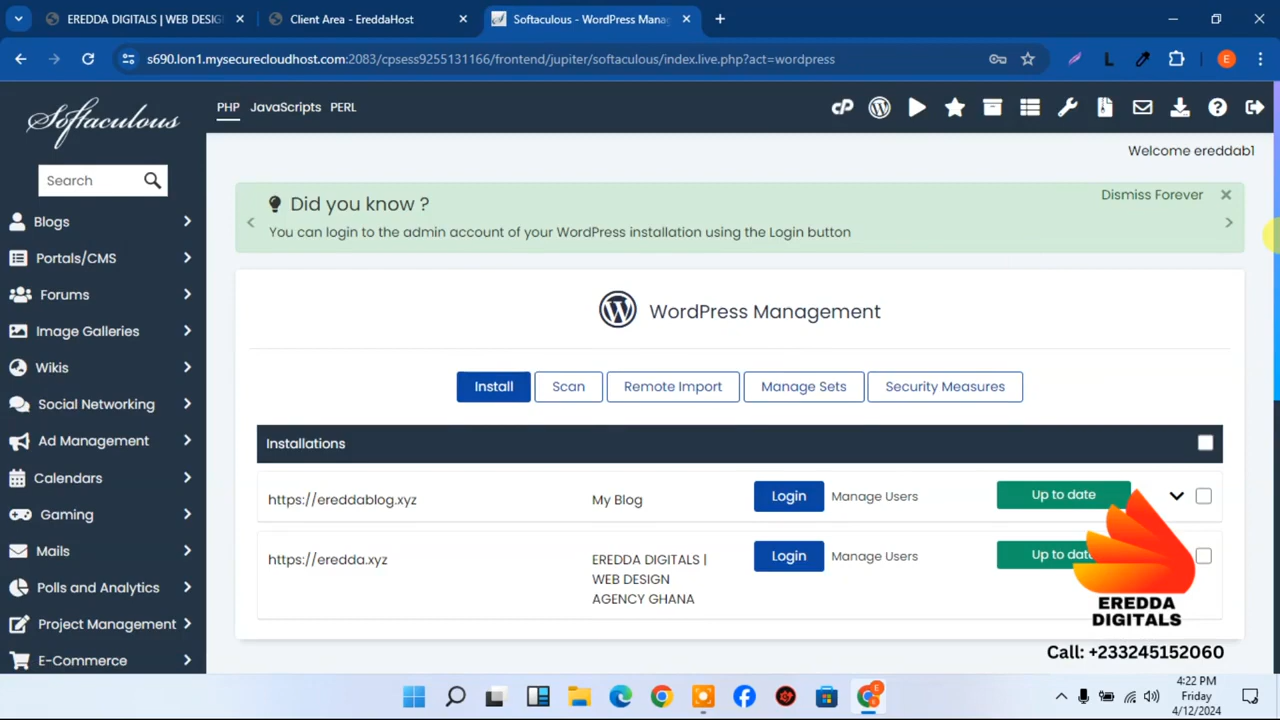 EREDDA DIGITALS | WEB DESIG
Client Area - EreddaHost
Softaculous - WordPress Mana
s690.lon1.mysecurecloudhost.com:2083/cpsess9255131166/frontend/jupiter/softaculous/index.live.php?act=wordpress
L
E
Softaculous
PHP JavaScripts PERL
cP
Welcome ereddab1
Search
Did you know ?
Dismiss Forever
You can login to the admin account of your WordPress installation using the Login button
Blogs
Portals/CMS
Forums
Image Galleries
Wikis
Social Networking
Ad Management
Calendars
Gaming
Mails
Polls and Analytics
Project Management
E-Commerce
WordPress Management
Install Scan Remote Import Manage Sets Security Measures
Installations
https://ereddablog.xyz My Blog Login Manage Users Up to date
https://eredda.xyz EREDDA DIGITALS | Login Manage Users Up to date
WEB DESIGN
AGENCY GHANA
EREDDA
DIGITALS
Call: +233245152060
4:22 PM
Friday
4/12/2024